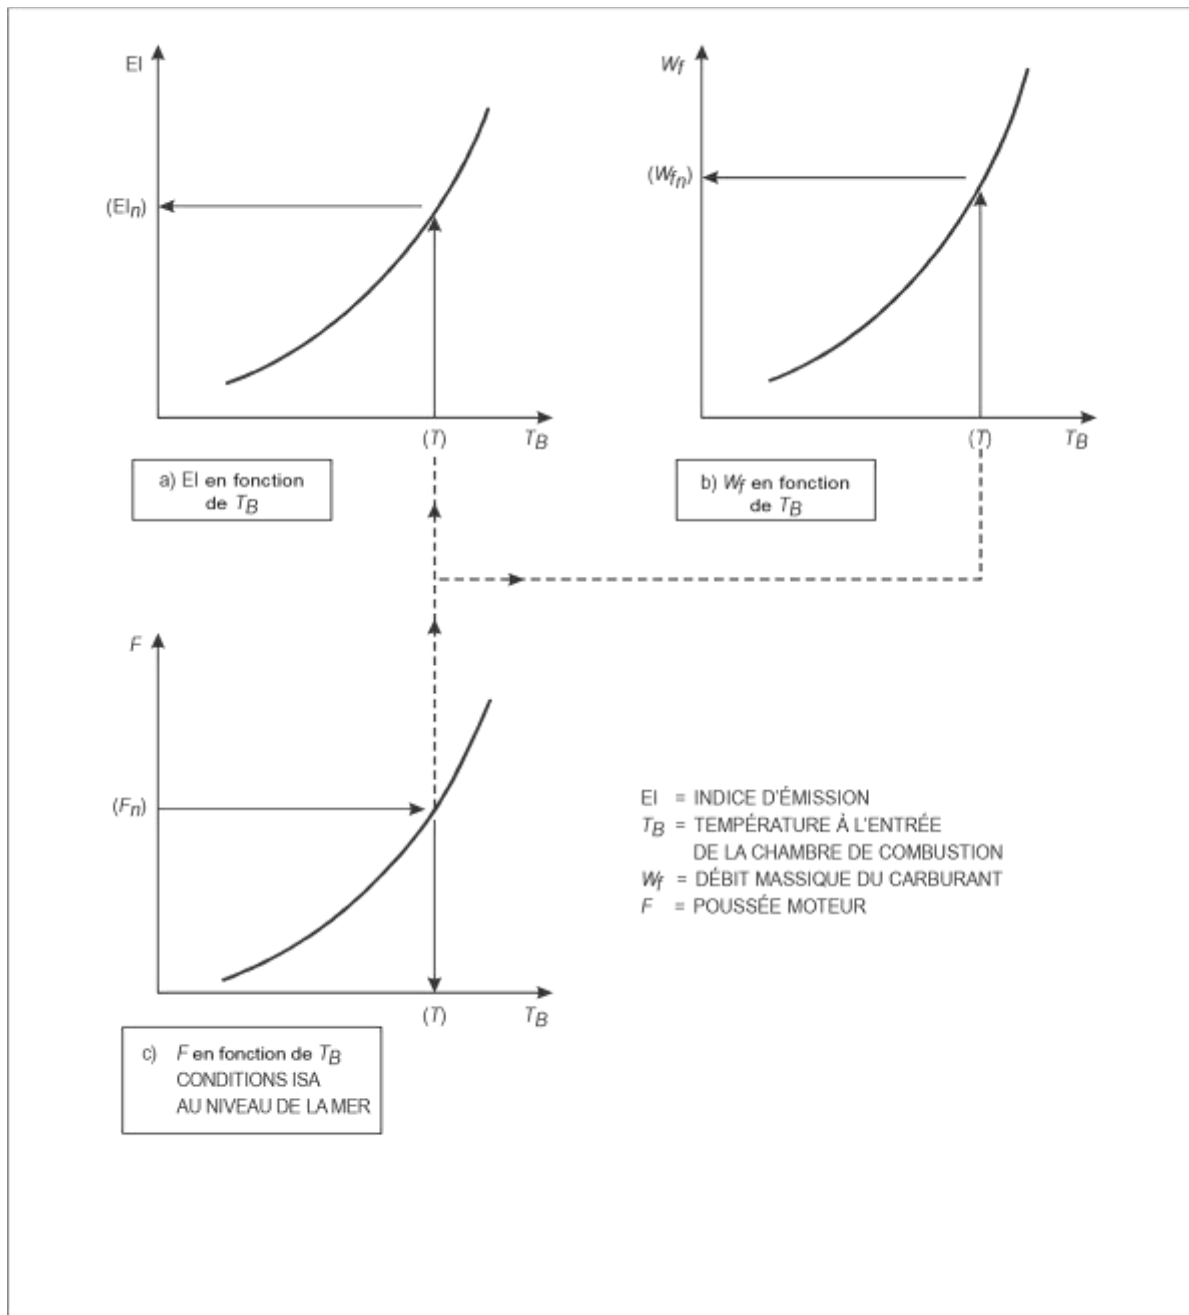 EI
(EIn)
(T)
TB
a) EI en fonction
de TB
Wf
(Wfn)
(T)
TB
b) Wf en fonction
de TB
F
(Fn)
(T)
TB
c) F en fonction de TB
CONDITIONS ISA
AU NIVEAU DE LA MER
EI = INDICE D'ÉMISSION
TB = TEMPÉRATURE À L'ENTRÉE
DE LA CHAMBRE DE COMBUSTION
Wf = DÉBIT MASSIQUE DU CARBURANT
F = POUSSÉE MOTEUR